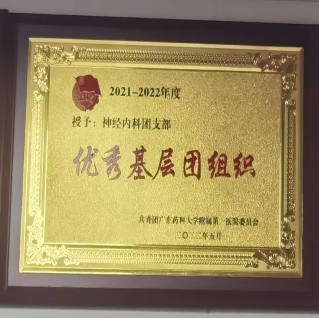 2021-2022年度
授予：神经内科团支部
优秀基层团组织
共青团广东药科大学附属第一医院委员会
二〇二二年五月